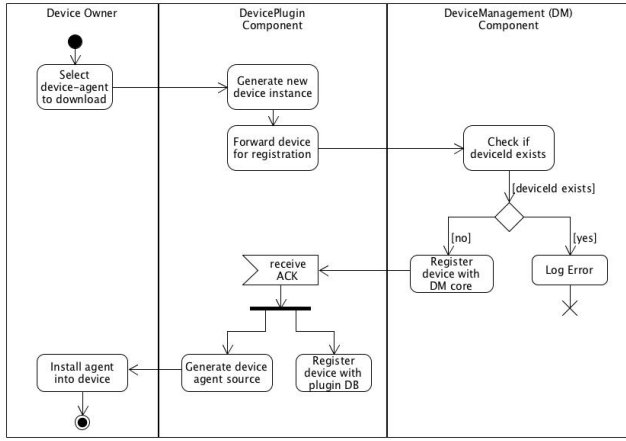 Device Owner
DevicePlugin
Component
DeviceManagement (DM)
Component
Select
device-agent
to download
Generate new
device instance
Forward device
for registration
Check if
deviceId exists
[deviceId exists]
[no]
[yes]
receive
ACK
Register
device with
DM core
Log Error
Install agent
into device
Generate device
agent source
Register
device with
plugin DB